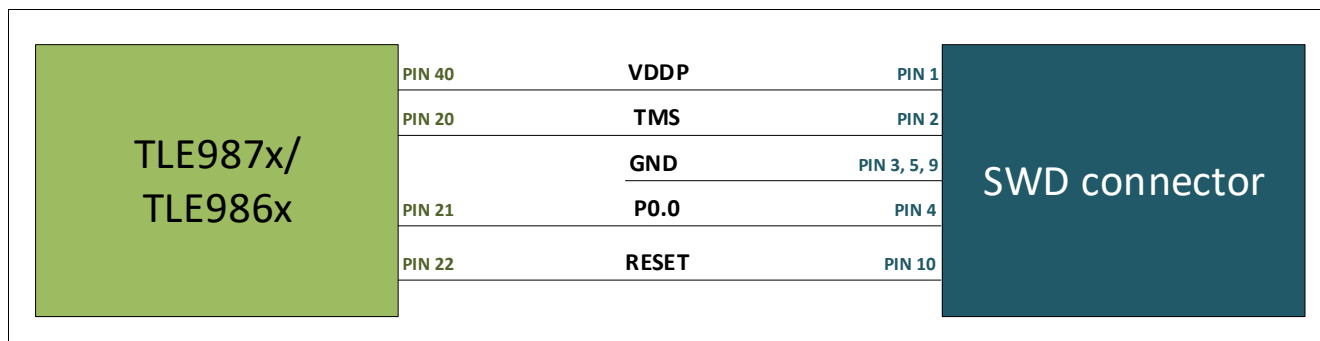 PIN 40 VDDP PIN 1
PIN 20 TMS PIN 2
GND PIN 3, 5, 9
TLE987x/
TLE986x
SWD connector
PIN 21 P0.0 PIN 4
PIN 22 RESET PIN 10